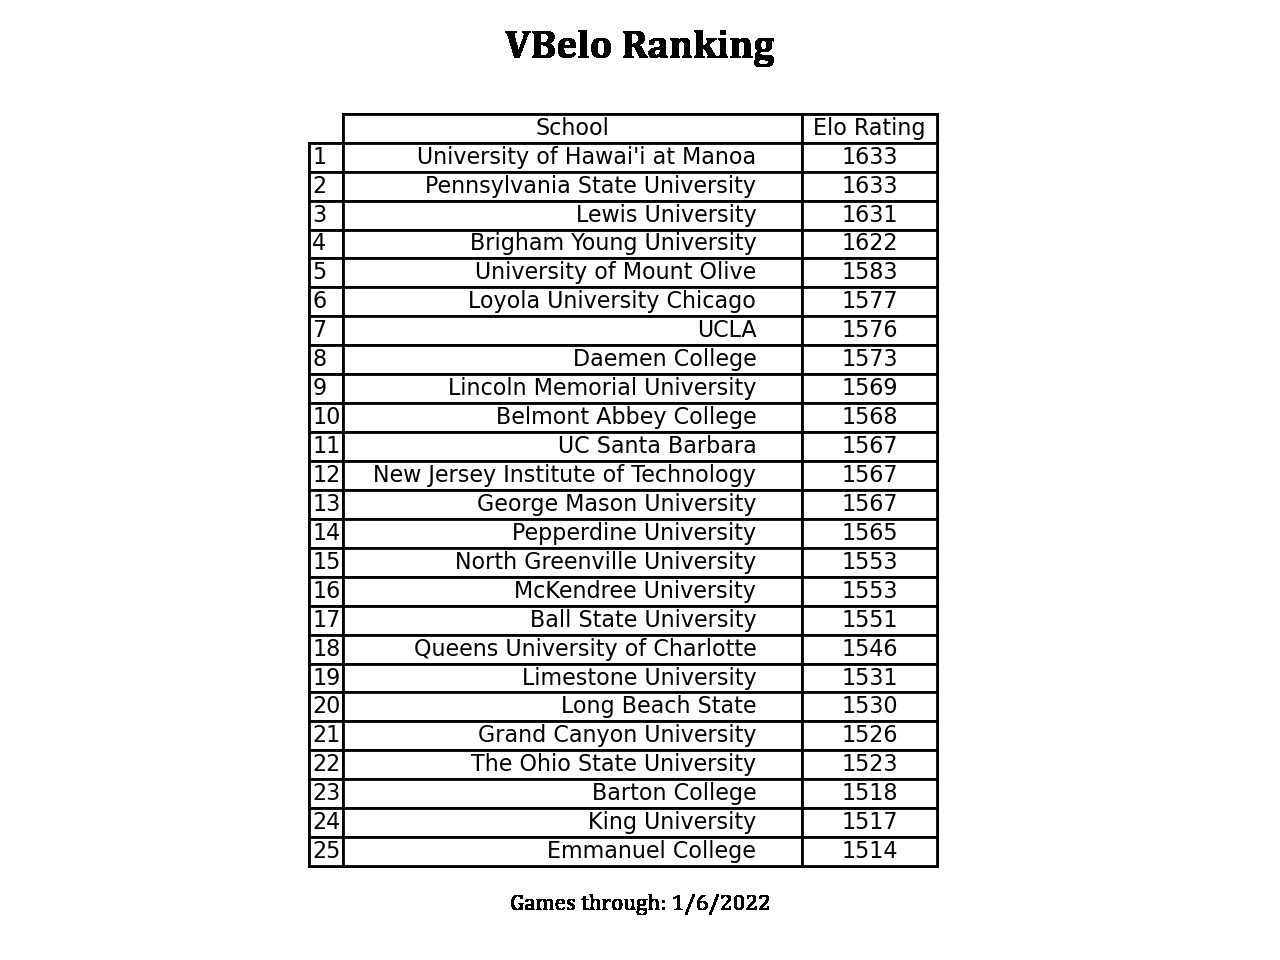 VBelo Ranking
School Elo Rating
1 University of Hawai'i at Manoa 1633
2 Pennsylvania State University 1633
3 Lewis University 1631
4 Brigham Young University 1622
5 University of Mount Olive 1583
6 Loyola University Chicago 1577
7 UCLA 1576
8 Daemen College 1573
9 Lincoln Memorial University 1569
10 Belmont Abbey College 1568
11 UC Santa Barbara 1567
12 New Jersey Institute of Technology 1567
13 George Mason University 1567
14 Pepperdine University 1565
15 North Greenville University 1553
16 McKendree University 1553
17 Ball State University 1551
18 Queens University of Charlotte 1546
19 Limestone University 1531
20 Long Beach State 1530
21 Grand Canyon University 1526
22 The Ohio State University 1523
23 Barton College 1518
24 King University 1517
25 Emmanuel College 1514
Games through: 1/6/2022